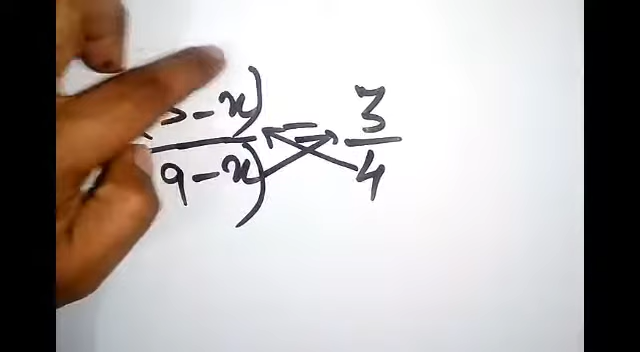 - x) = 3
9 - x) 4